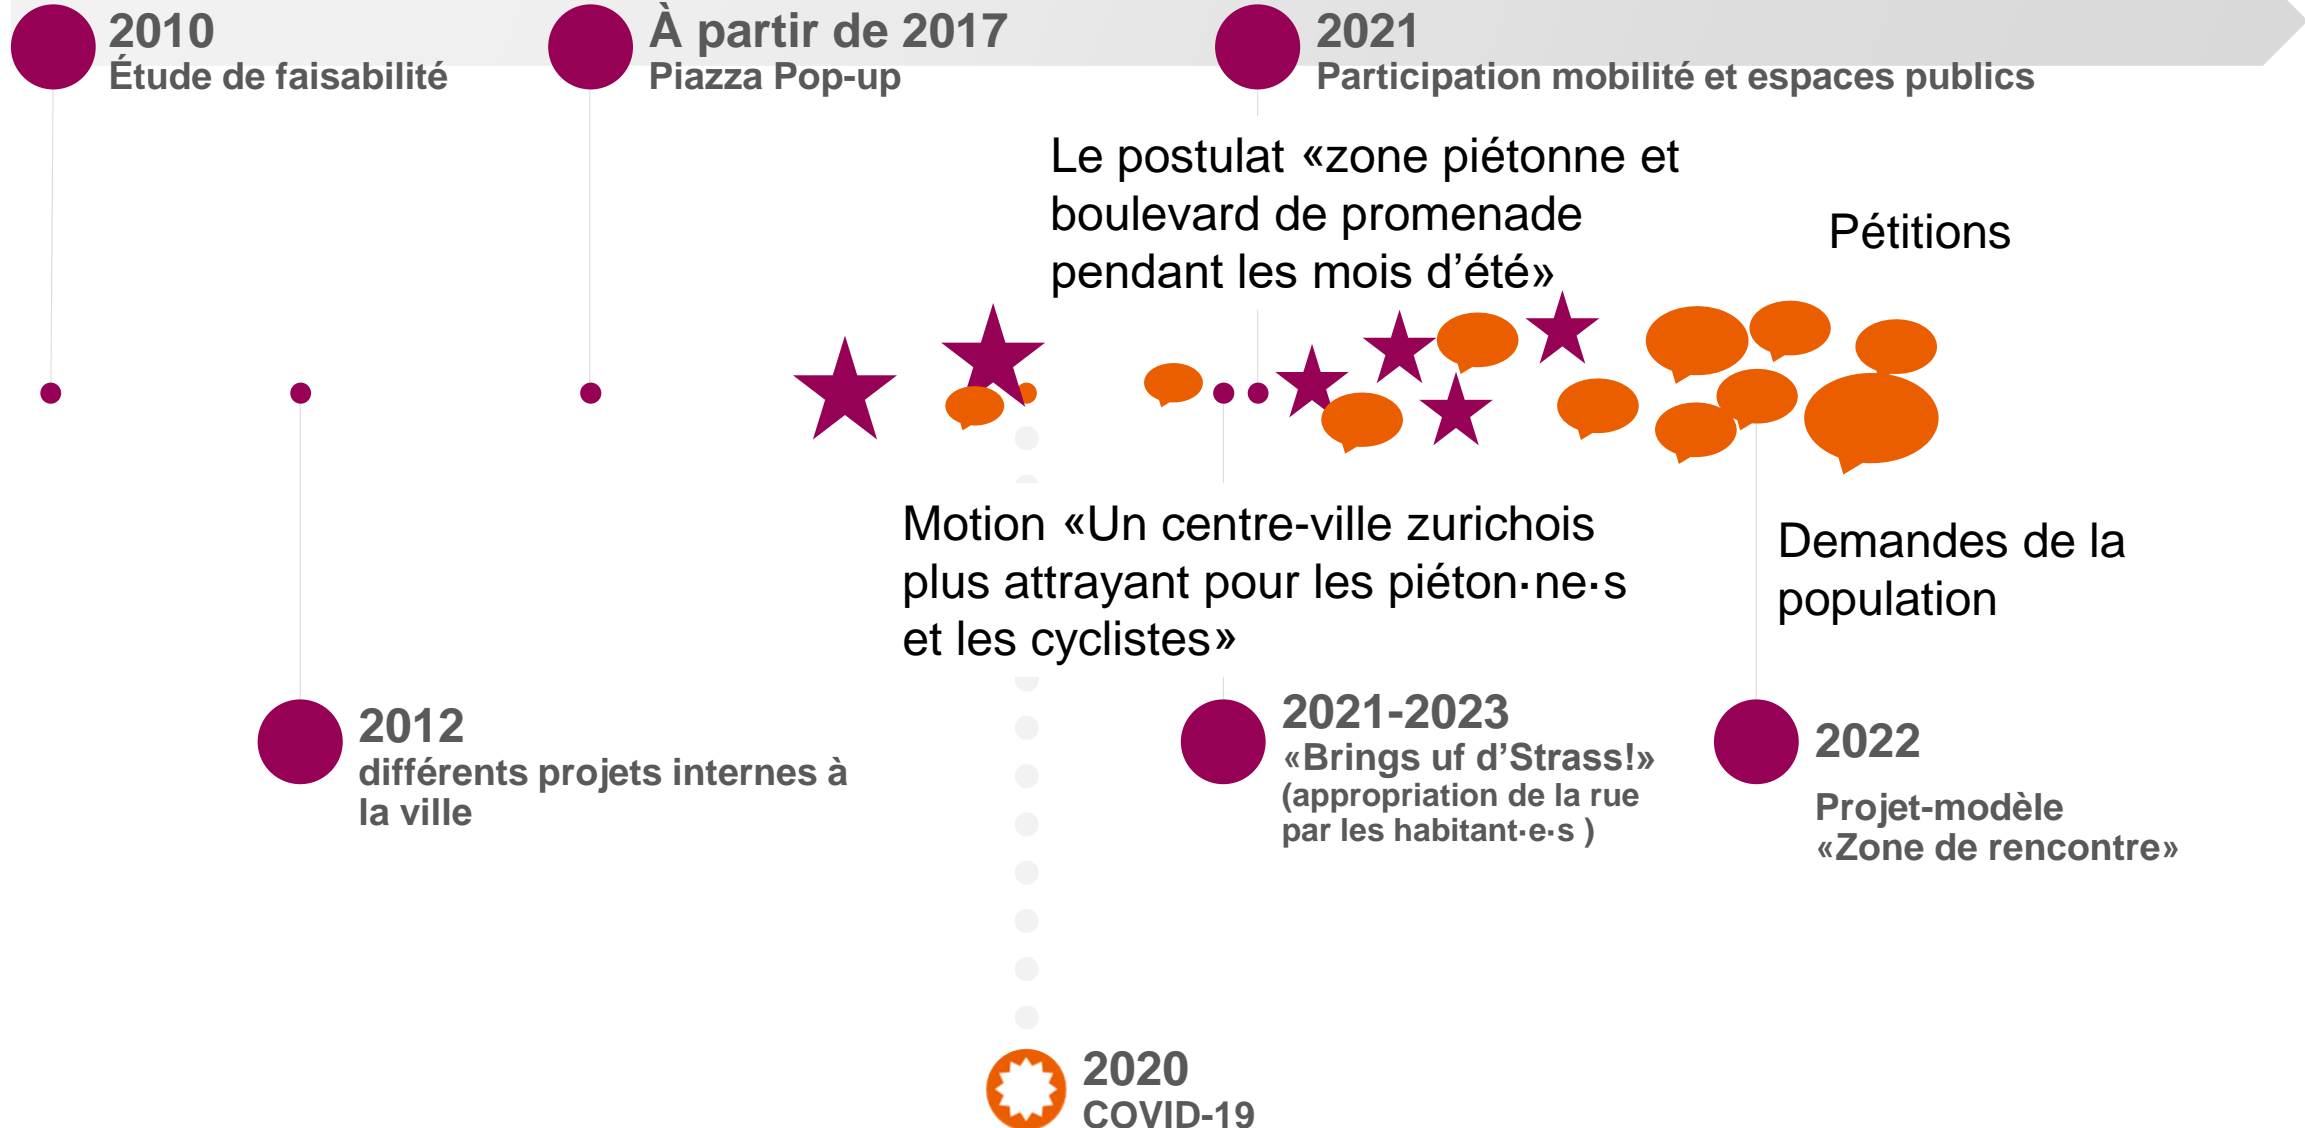 2010
Étude de faisabilité
À partir de 2017
Piazza Pop-up
2021
Participation mobilité et espaces publics
Le postulat «zone piétonne et
boulevard de promenade
pendant les mois d’été»
Pétitions
Motion «Un centre-ville zurichois
plus attrayant pour les piéton·ne·s
et les cyclistes»
Demandes de la
population
2012
différents projets internes à
la ville
2021-2023
«Brings uf d’Strass!»
(appropriation de la rue
par les habitant·e·s )
2022
Projet-modèle
«Zone de rencontre»
2020
COVID-19